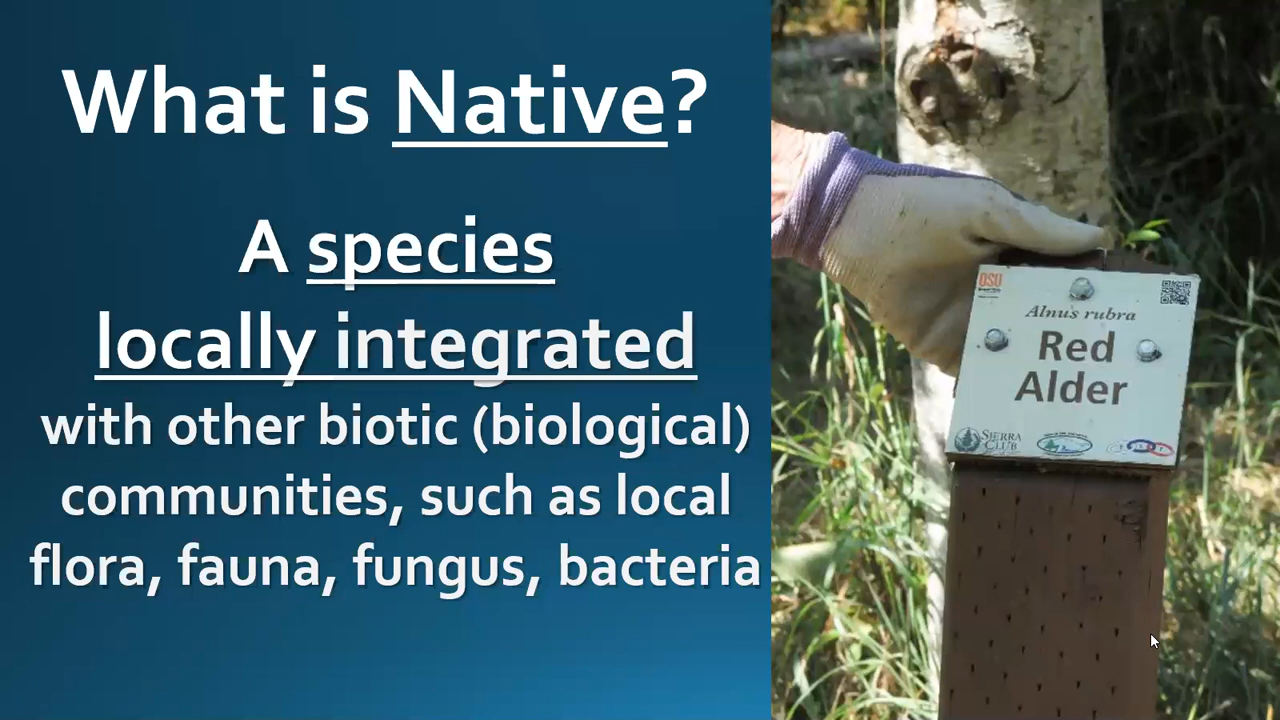 What is Native?
A species
locally integrated
with other biotic (biological)
communities, such as local
flora, fauna, fungus, bacteria
OSU
Alnus rubra
Red
Alder
SIERRA
CLUB